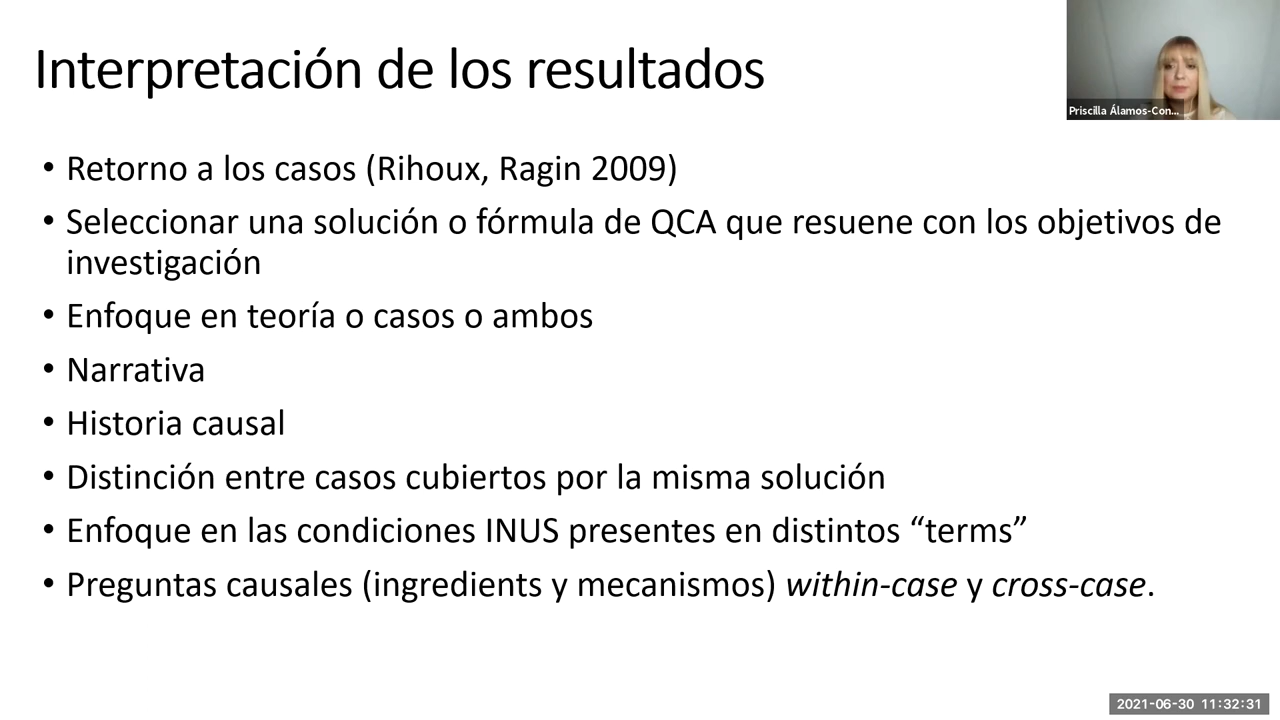 Interpretación de los resultados
Priscilla Álamos-Con...
• Retorno a los casos (Rihoux, Ragin 2009)
• Seleccionar una solución o fórmula de QCA que resuene con los objetivos de
investigación
• Enfoque en teoría o casos o ambos
• Narrativa
• Historia causal
• Distinción entre casos cubiertos por la misma solución
• Enfoque en las condiciones INUS presentes en distintos “terms”
• Preguntas causales (ingredients y mecanismos) within-case y cross-case.
2021-06-30 11:32:31